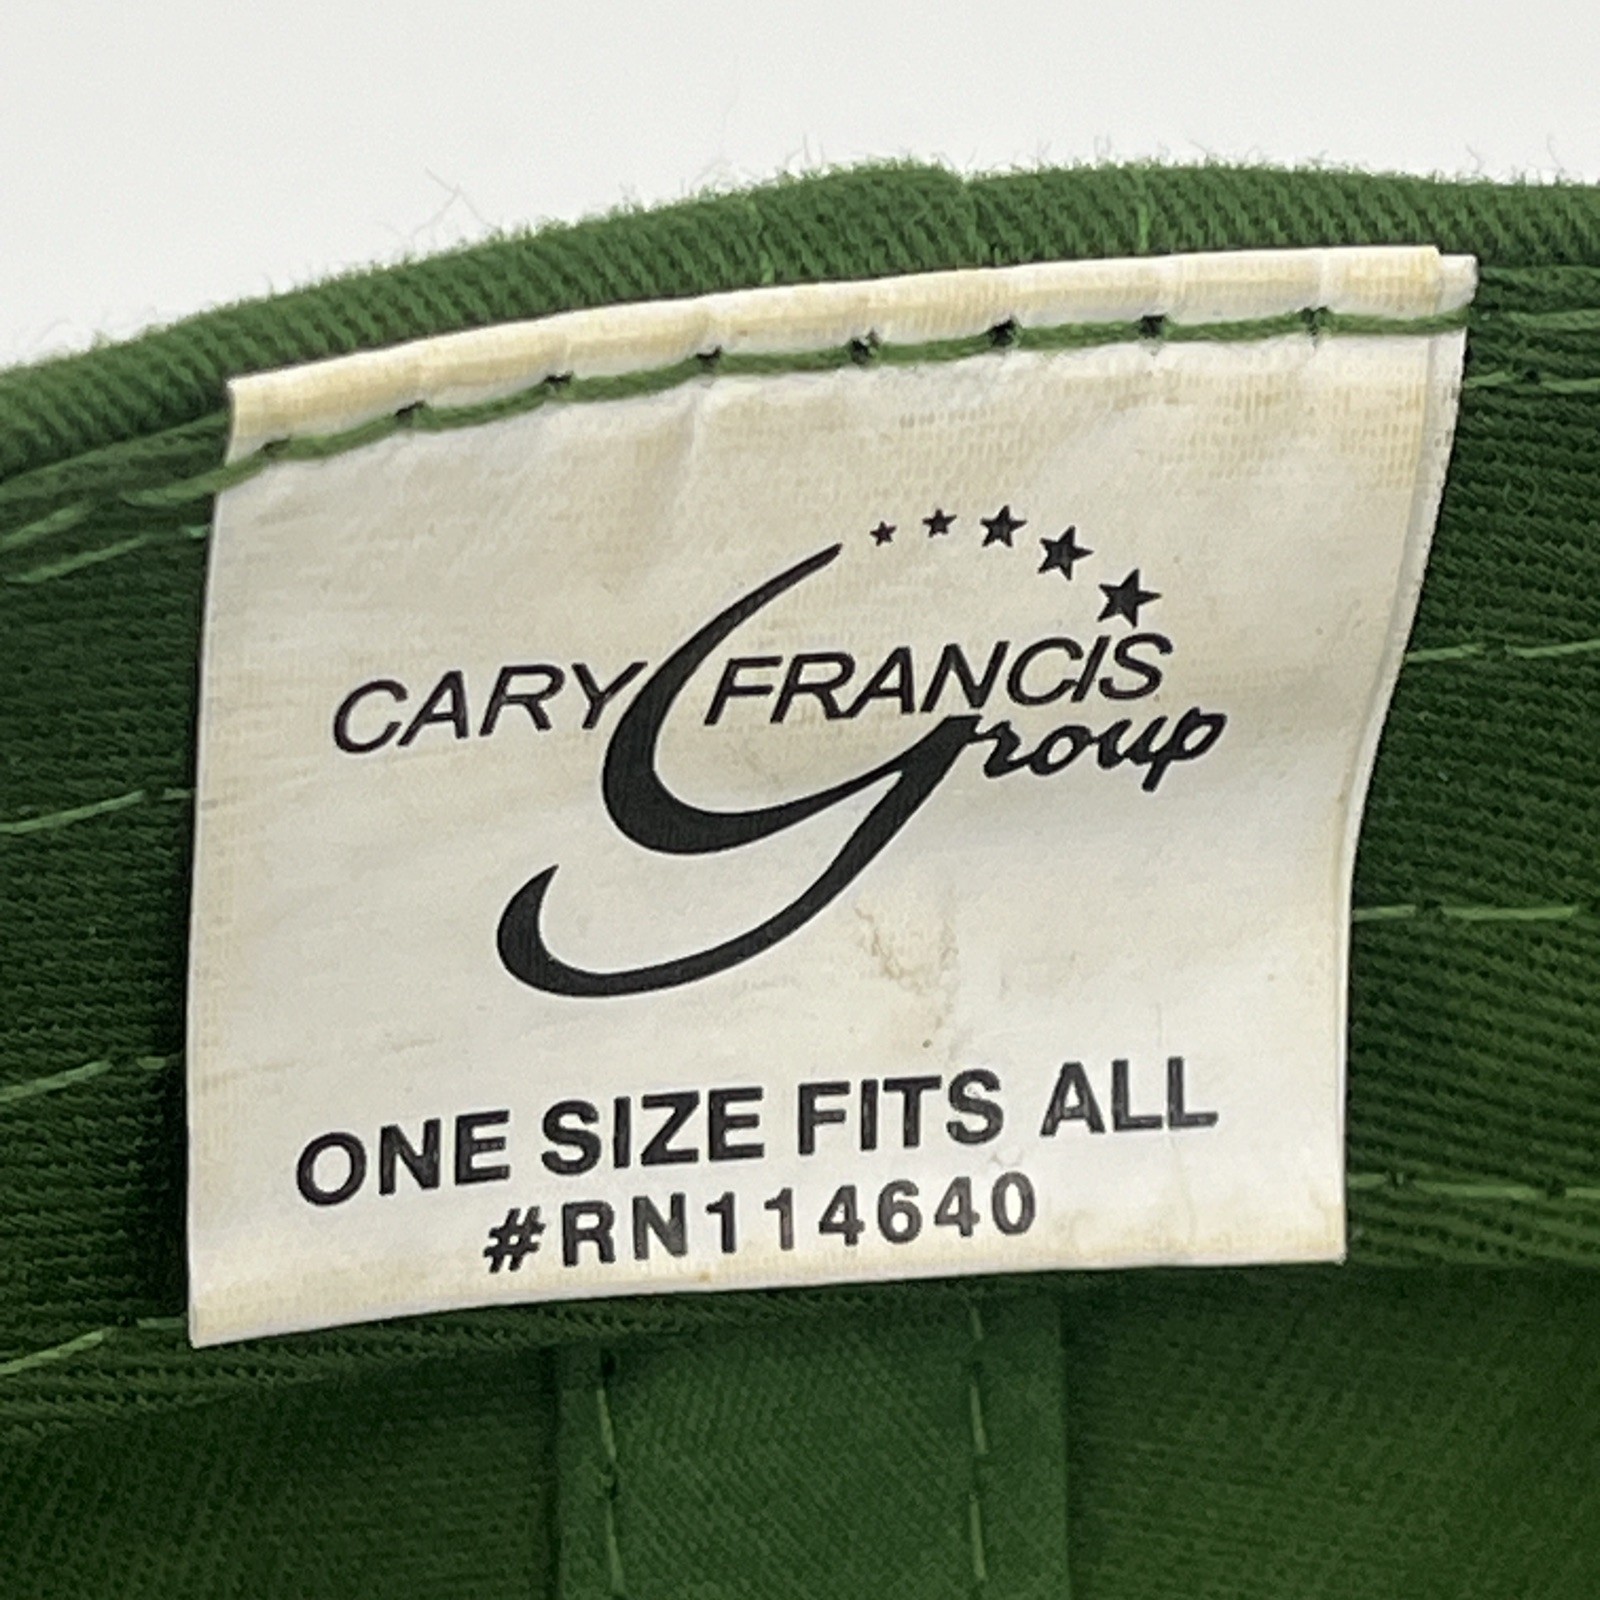 CARY FRANCIS
Group
ONE SIZE FITS ALL
#RN114640